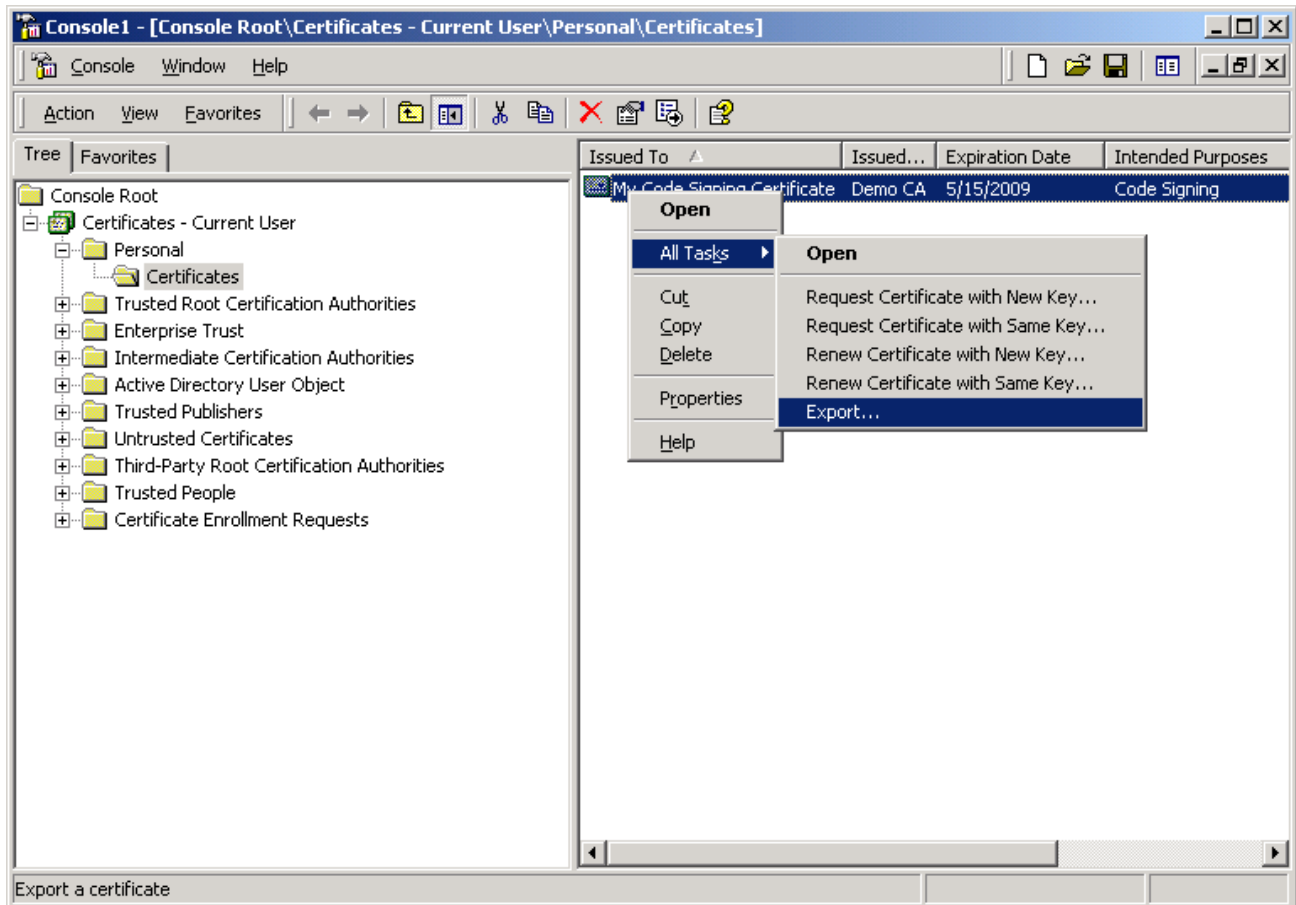 Console1 - [Console Root\Certificates - Current User\Personal\Certificates]
Console Window Help
Action View Favorites
Tree Favorites
Issued To Issued... Expiration Date Intended Purposes
Console Root
Certificates - Current User
Personal
Certificates
Trusted Root Certification Authorities
Enterprise Trust
Intermediate Certification Authorities
Active Directory User Object
Trusted Publishers
Untrusted Certificates
Third-Party Root Certification Authorities
Trusted People
Certificate Enrollment Requests
My Code Signing Certificate Demo CA 5/15/2009 Code Signing
Open
All Tasks
Cut
Copy
Delete
Properties
Help
Open
Request Certificate with New Key...
Request Certificate with Same Key...
Renew Certificate with New Key...
Renew Certificate with Same Key...
Export...
Export a certificate